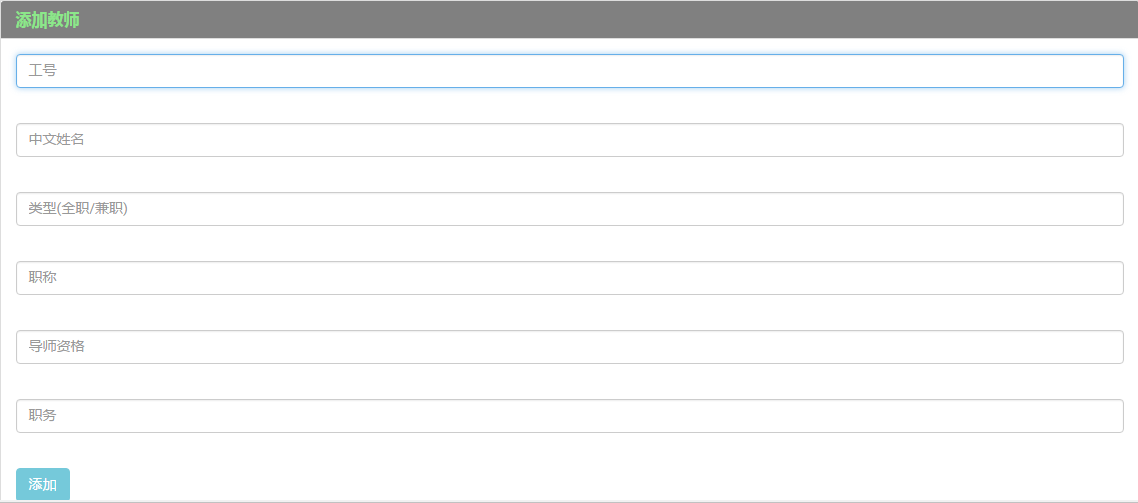 添加教师
工号
中文姓名
类型(全职/兼职)
职称
导师资格
职务
添加